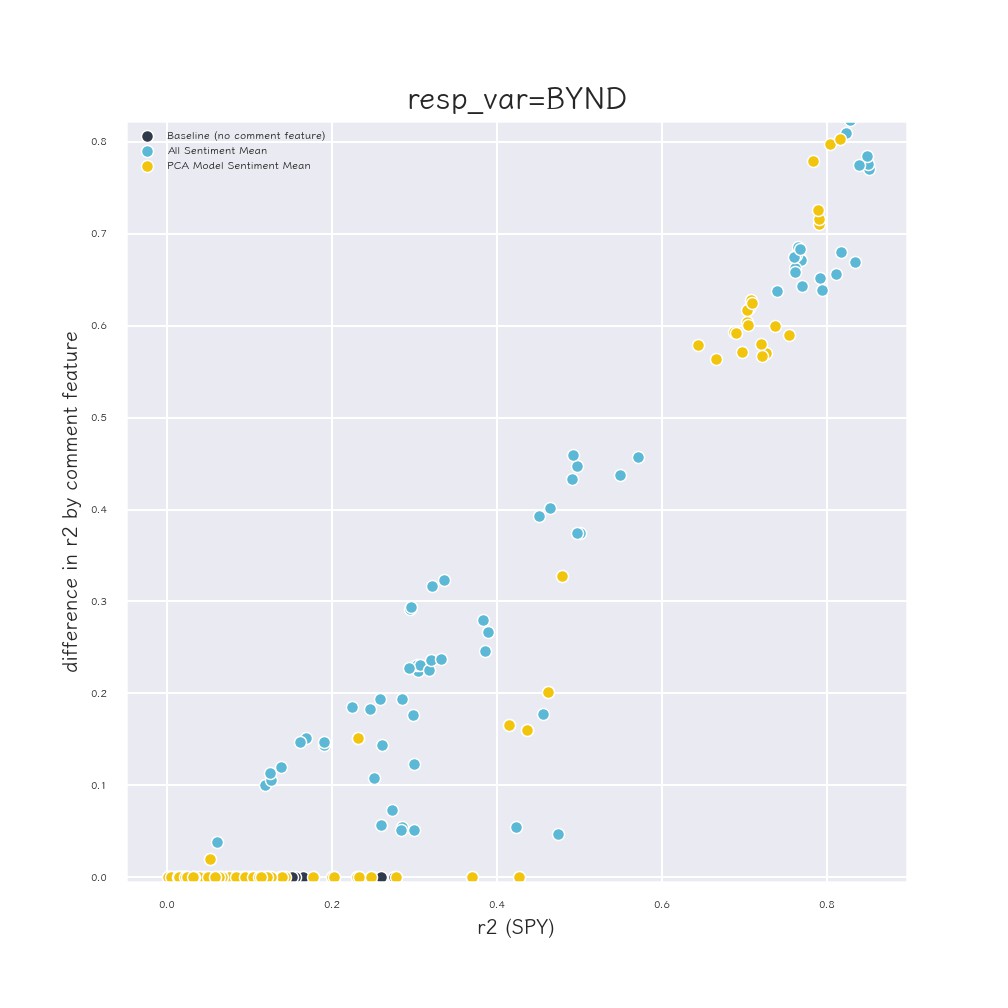 resp_var=BYND
Baseline (no comment feature)
All Sentiment Mean
PCA Model Sentiment Mean
0.8
0.7
0.6
0.5
0.4
0.3
0.2
0.1
0.0
difference in r2 by comment feature
0.0 0.2 0.4 0.6 0.8
r2 (SPY)